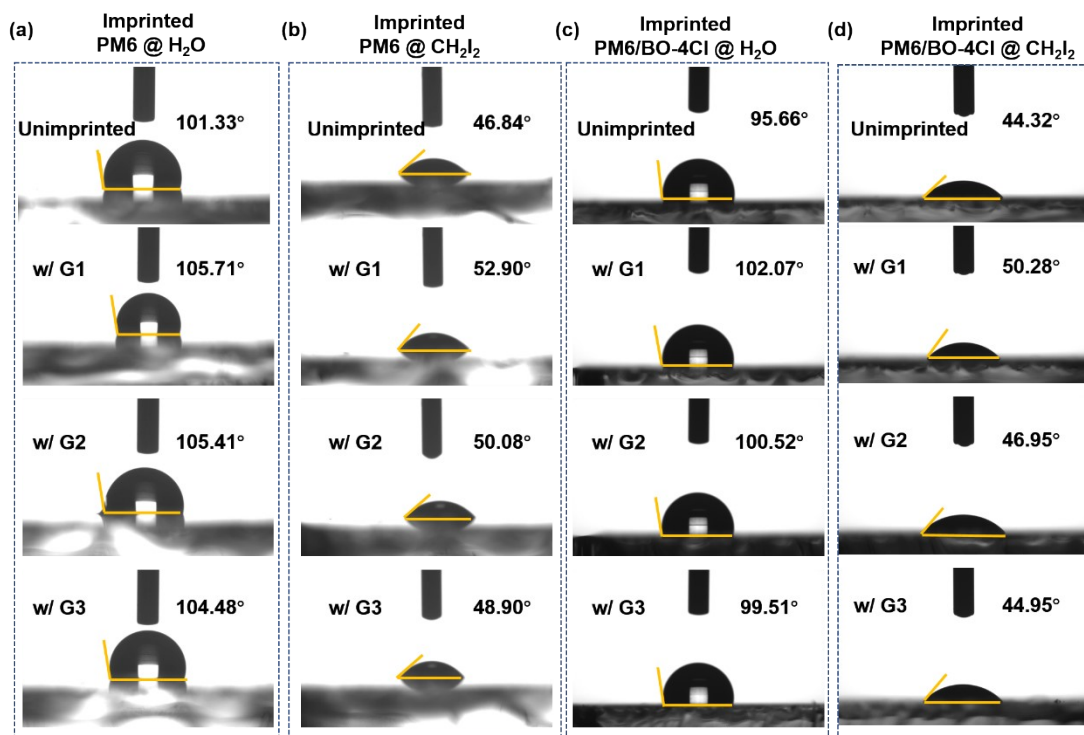 (a)
Imprinted
PM6 @ H₂O
Unimprinted
101.33°
w/ G1
105.71°
w/ G2
105.41°
w/ G3
104.48°
(b)
Imprinted
PM6 @ CH₂I₂
Unimprinted
46.84°
w/ G1
52.90°
w/ G2
50.08°
w/ G3
48.90°
(c)
Imprinted
PM6/BO-4Cl @ H₂O
Unimprinted
95.66°
w/ G1
102.07°
w/ G2
100.52°
w/ G3
99.51°
(d)
Imprinted
PM6/BO-4Cl @ CH₂I₂
Unimprinted
44.32°
w/ G1
50.28°
w/ G2
46.95°
w/ G3
44.95°